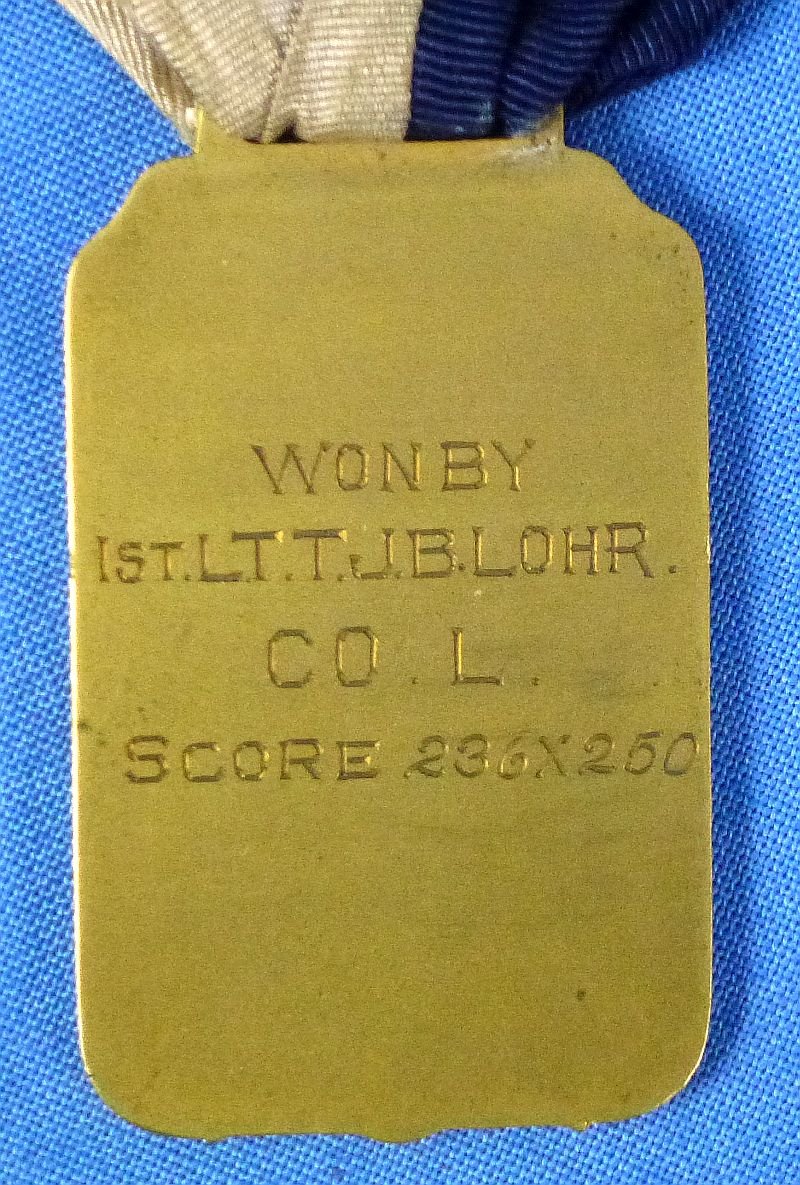 WON BY
1ST. LT. T.J.B. LOHR.
CO. L.
SCORE 236X250